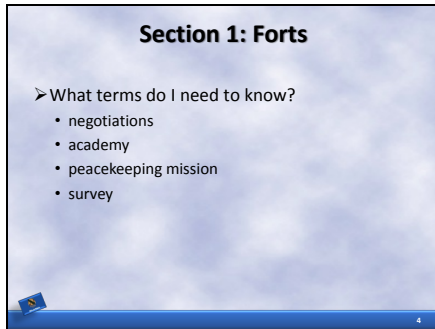 Section 1: Forts
➢What terms do I need to know?
• negotiations
• academy
• peacekeeping mission
• survey
4